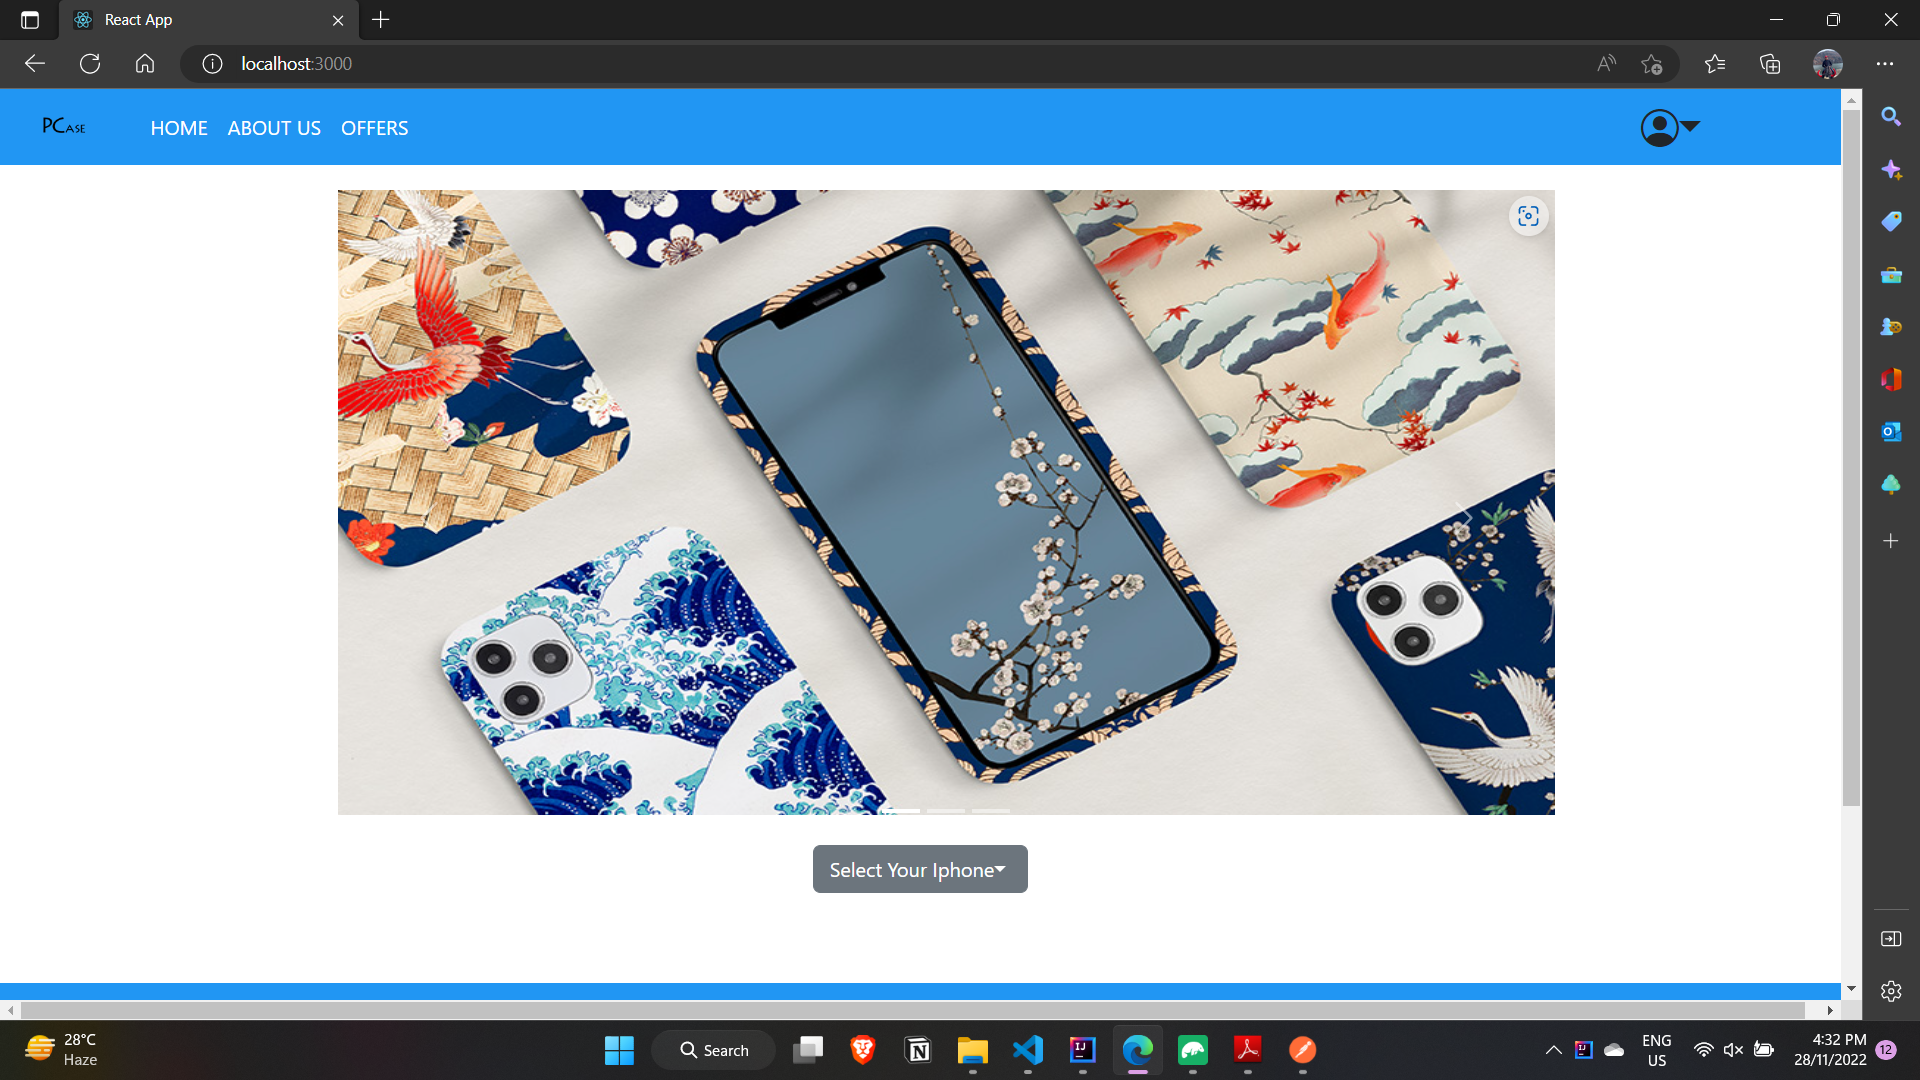 React App
localhost:3000
PCASE
HOME ABOUT US OFFERS
Select Your Iphone
28°C
Haze
Search
ENG
US
4:32 PM
28/11/2022
12